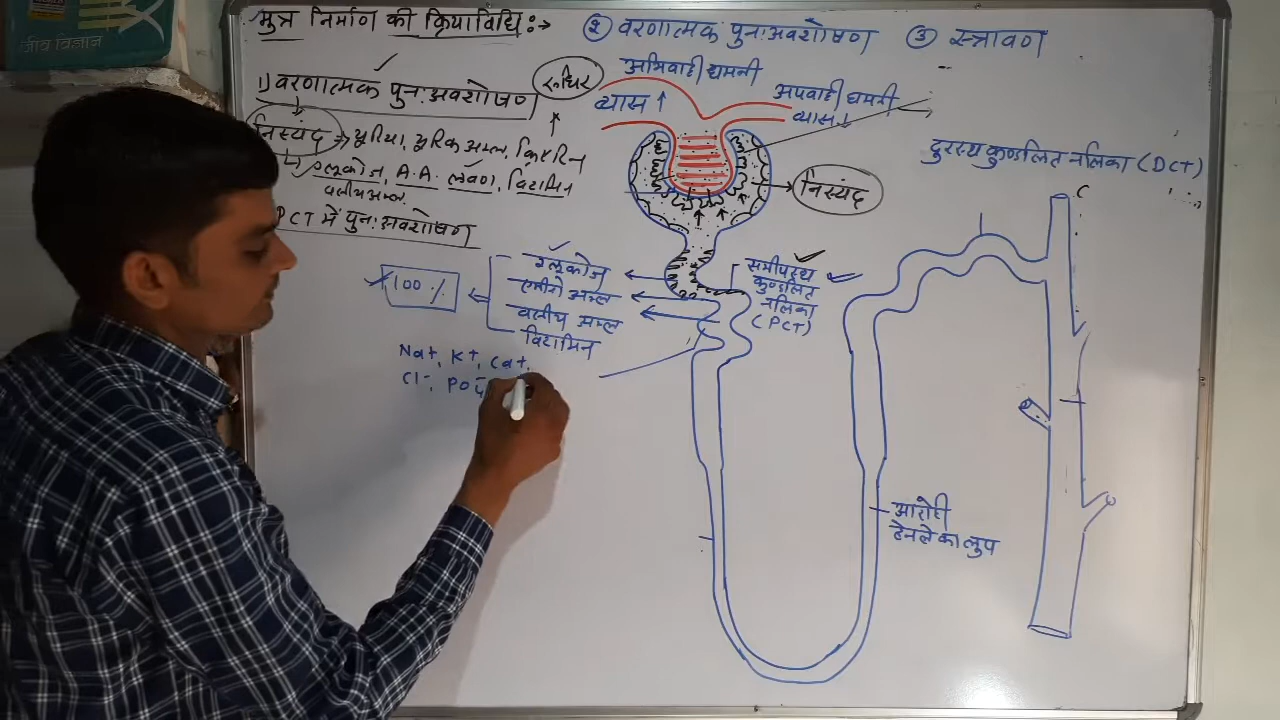 जीव विज्ञान
मुत्र निर्माण की क्रियाविधि :->
② वरणात्मक पुनःअवशोषण ③ स्त्रावण
1) वरणात्मक पुनःअवशोषण
रुधिर
अभिवाही धमनी
व्यास ↑
अपवाही धमनी
व्यास ↓
निस्यंद → यूरिया, यूरिक अम्ल, क्रिएटिन
ग्लूकोज, A.A. लवण, विटामिन
वसीय अम्ल
PCT में पुनःअवशोषण
निस्यंद
दुरस्थ कुण्डलित नलिका (DCT)
C
समीपस्थ
कुण्डलित
नलिका
(PCT)
ग्लूकोज
एमीनो अम्ल
वसीय अम्ल
विटामिन
100 %
Na+, K+, Ca+,
Cl-, PO4-
आरोही
हेनले का लुप